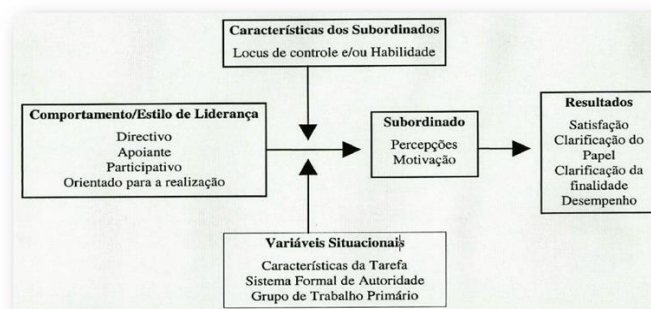 Características dos Subordinados
Locus de controle e/ou Habilidade
Comportamento/Estilo de Liderança
Directivo
Apoiante
Participativo
Orientado para a realização
Subordinado
Percepções
Motivação
Resultados
Satisfação
Clarificação do
Papel
Clarificação da
finalidade
Desempenho
Variáveis Situacionais
Características da Tarefa
Sistema Formal de Autoridade
Grupo de Trabalho Primário